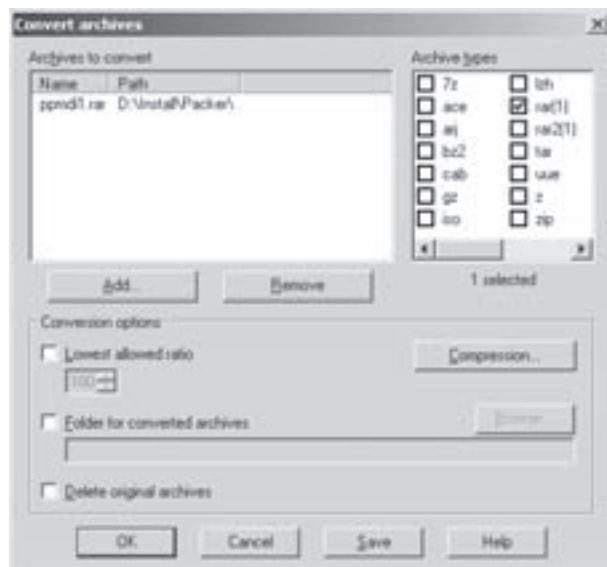 Convert archives
Archives to convert
Name Path
ppmdi1.rar D:\Install\Packer\
Add...
Remove
Archive types
7z
ace
arj
bz2
cab
gz
iso
lzh
rar(1)
rar2(1)
tar
uue
z
zip
1 selected
Conversion options
Lowest allowed ratio
100
Compression...
Folder for converted archives
Browse...
Delete original archives
OK
Cancel
Save
Help